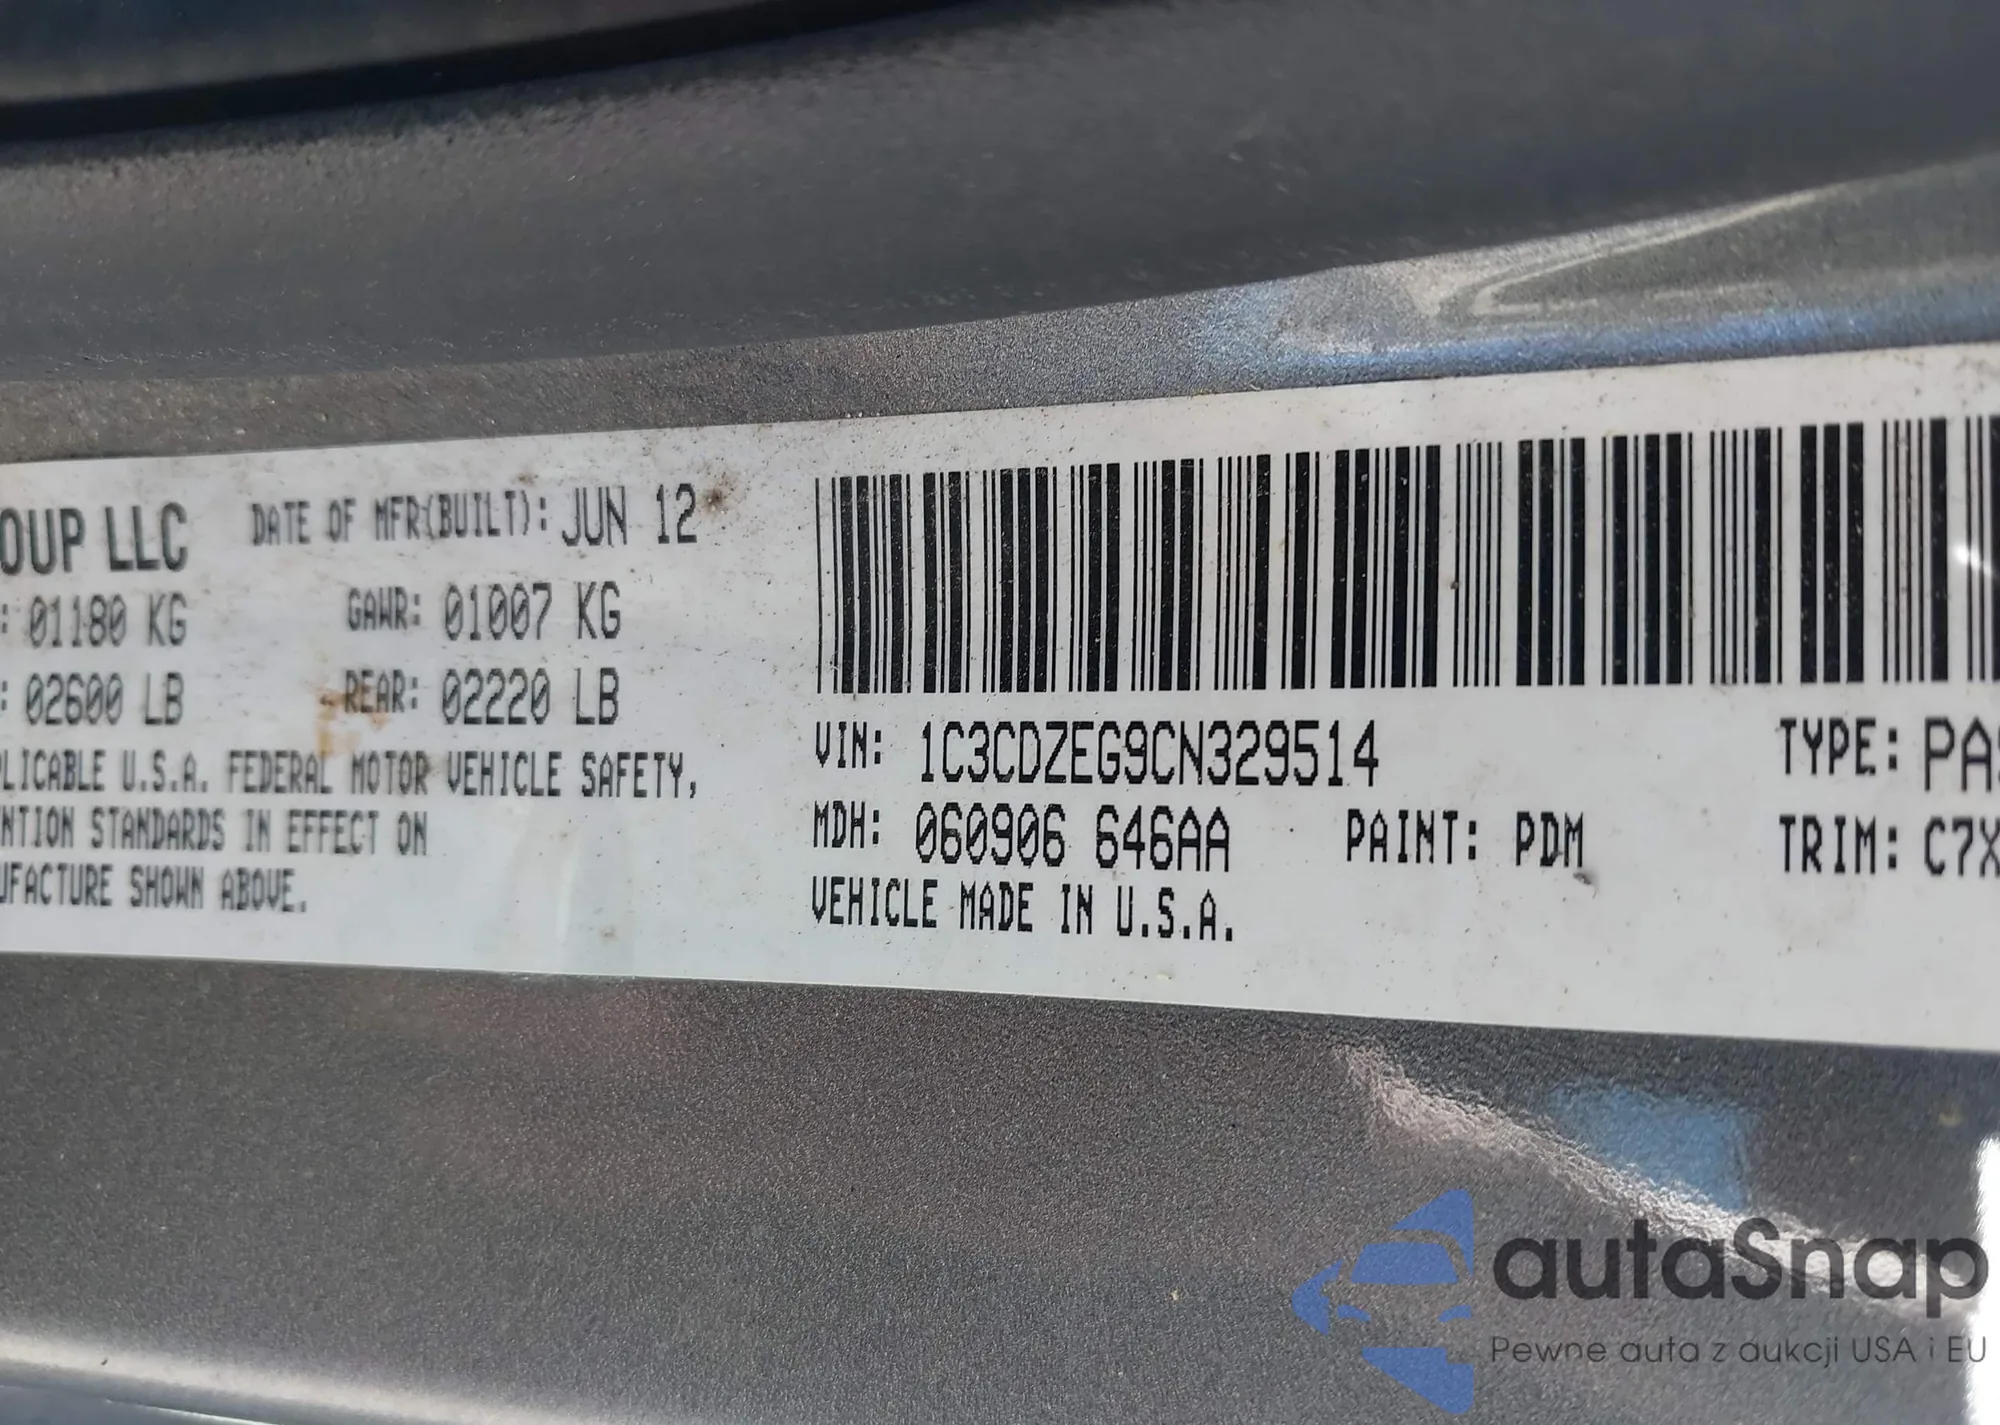 OUP LLC DATE OF MFR(BUILT): JUN 12
: 01180 KG GAWR: 01007 KG
: 02600 LB REAR: 02220 LB
PLICABLE U.S.A. FEDERAL MOTOR VEHICLE SAFETY,
NTION STANDARDS IN EFFECT ON
UFACTURE SHOWN ABOVE.
VIN: 1C3CDZEG9CN329514 TYPE: PAS
MDH: 060906 646AA PAINT: PDM TRIM: C7X
VEHICLE MADE IN U.S.A.
autaSnap
Pewne auta z aukcji USA i EU